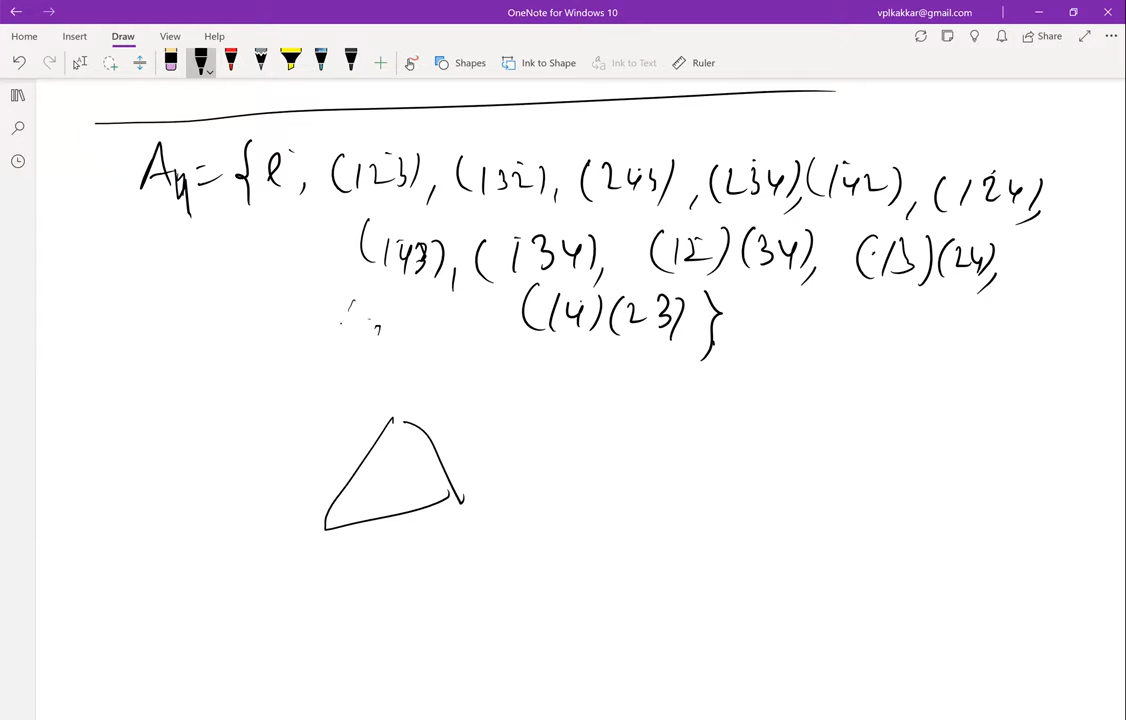 OneNote for Windows 10
vplkakkar@gmail.com
Home Insert Draw View Help
Share
Shapes Ink to Shape Ink to Text Ruler
A4 = { e, (123), (132), (243), (234), (142), (124),
(143), (134), (12)(34), (13)(24),
(14)(23) }